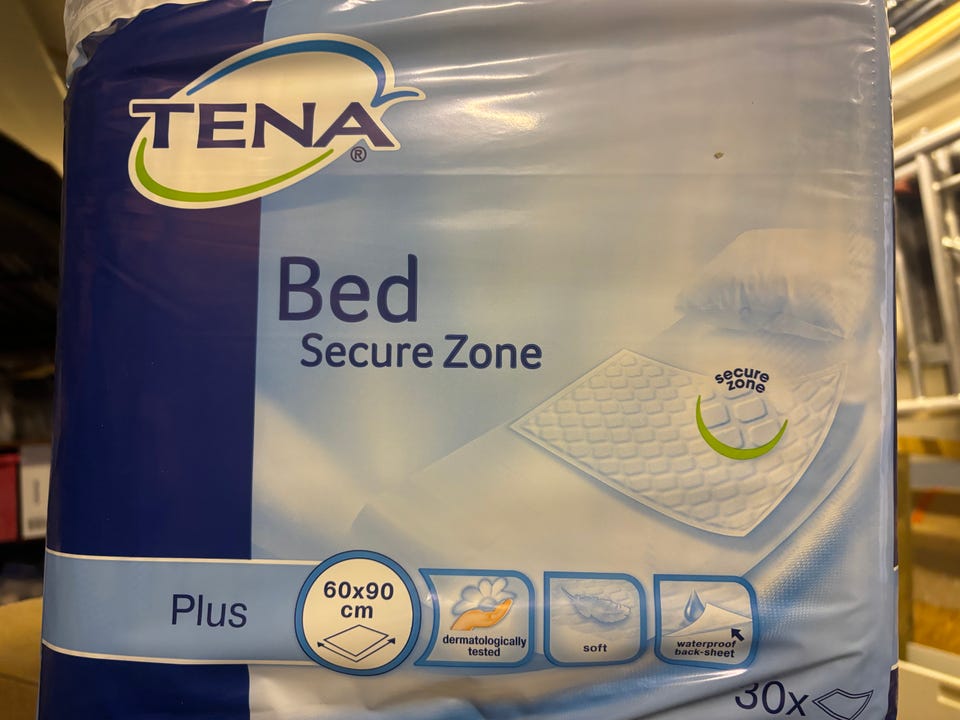 TENA®
Bed
Secure Zone
secure
zone
Plus
60x90
cm
dermatologically
tested
soft
waterproof
back-sheet
30x